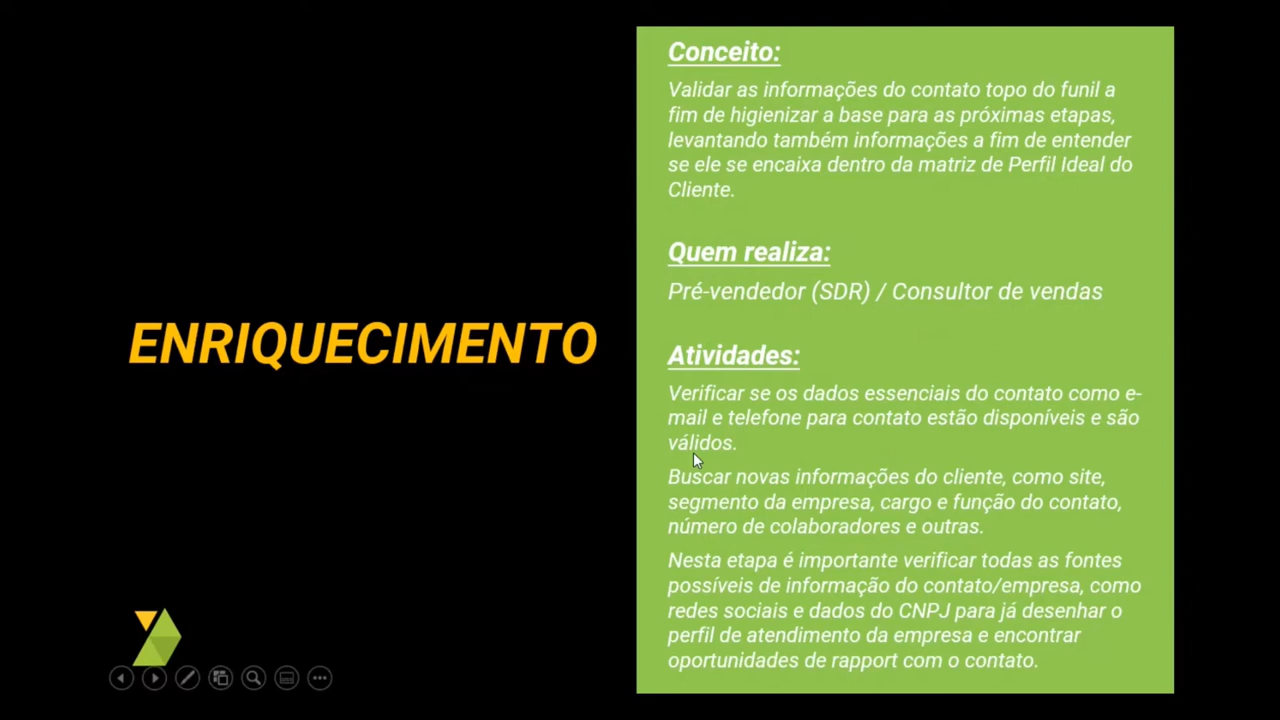 ENRIQUECIMENTO
Conceito:
Validar as informações do contato topo do funil a
fim de higienizar a base para as próximas etapas,
levantando também informações a fim de entender
se ele se encaixa dentro da matriz de Perfil Ideal do
Cliente.
Quem realiza:
Pré-vendedor (SDR) / Consultor de vendas
Atividades:
Verificar se os dados essenciais do contato como e-
mail e telefone para contato estão disponíveis e são
válidos.
Buscar novas informações do cliente, como site,
segmento da empresa, cargo e função do contato,
número de colaboradores e outras.
Nesta etapa é importante verificar todas as fontes
possíveis de informação do contato/empresa, como
redes sociais e dados do CNPJ para já desenhar o
perfil de atendimento da empresa e encontrar
oportunidades de rapport com o contato.